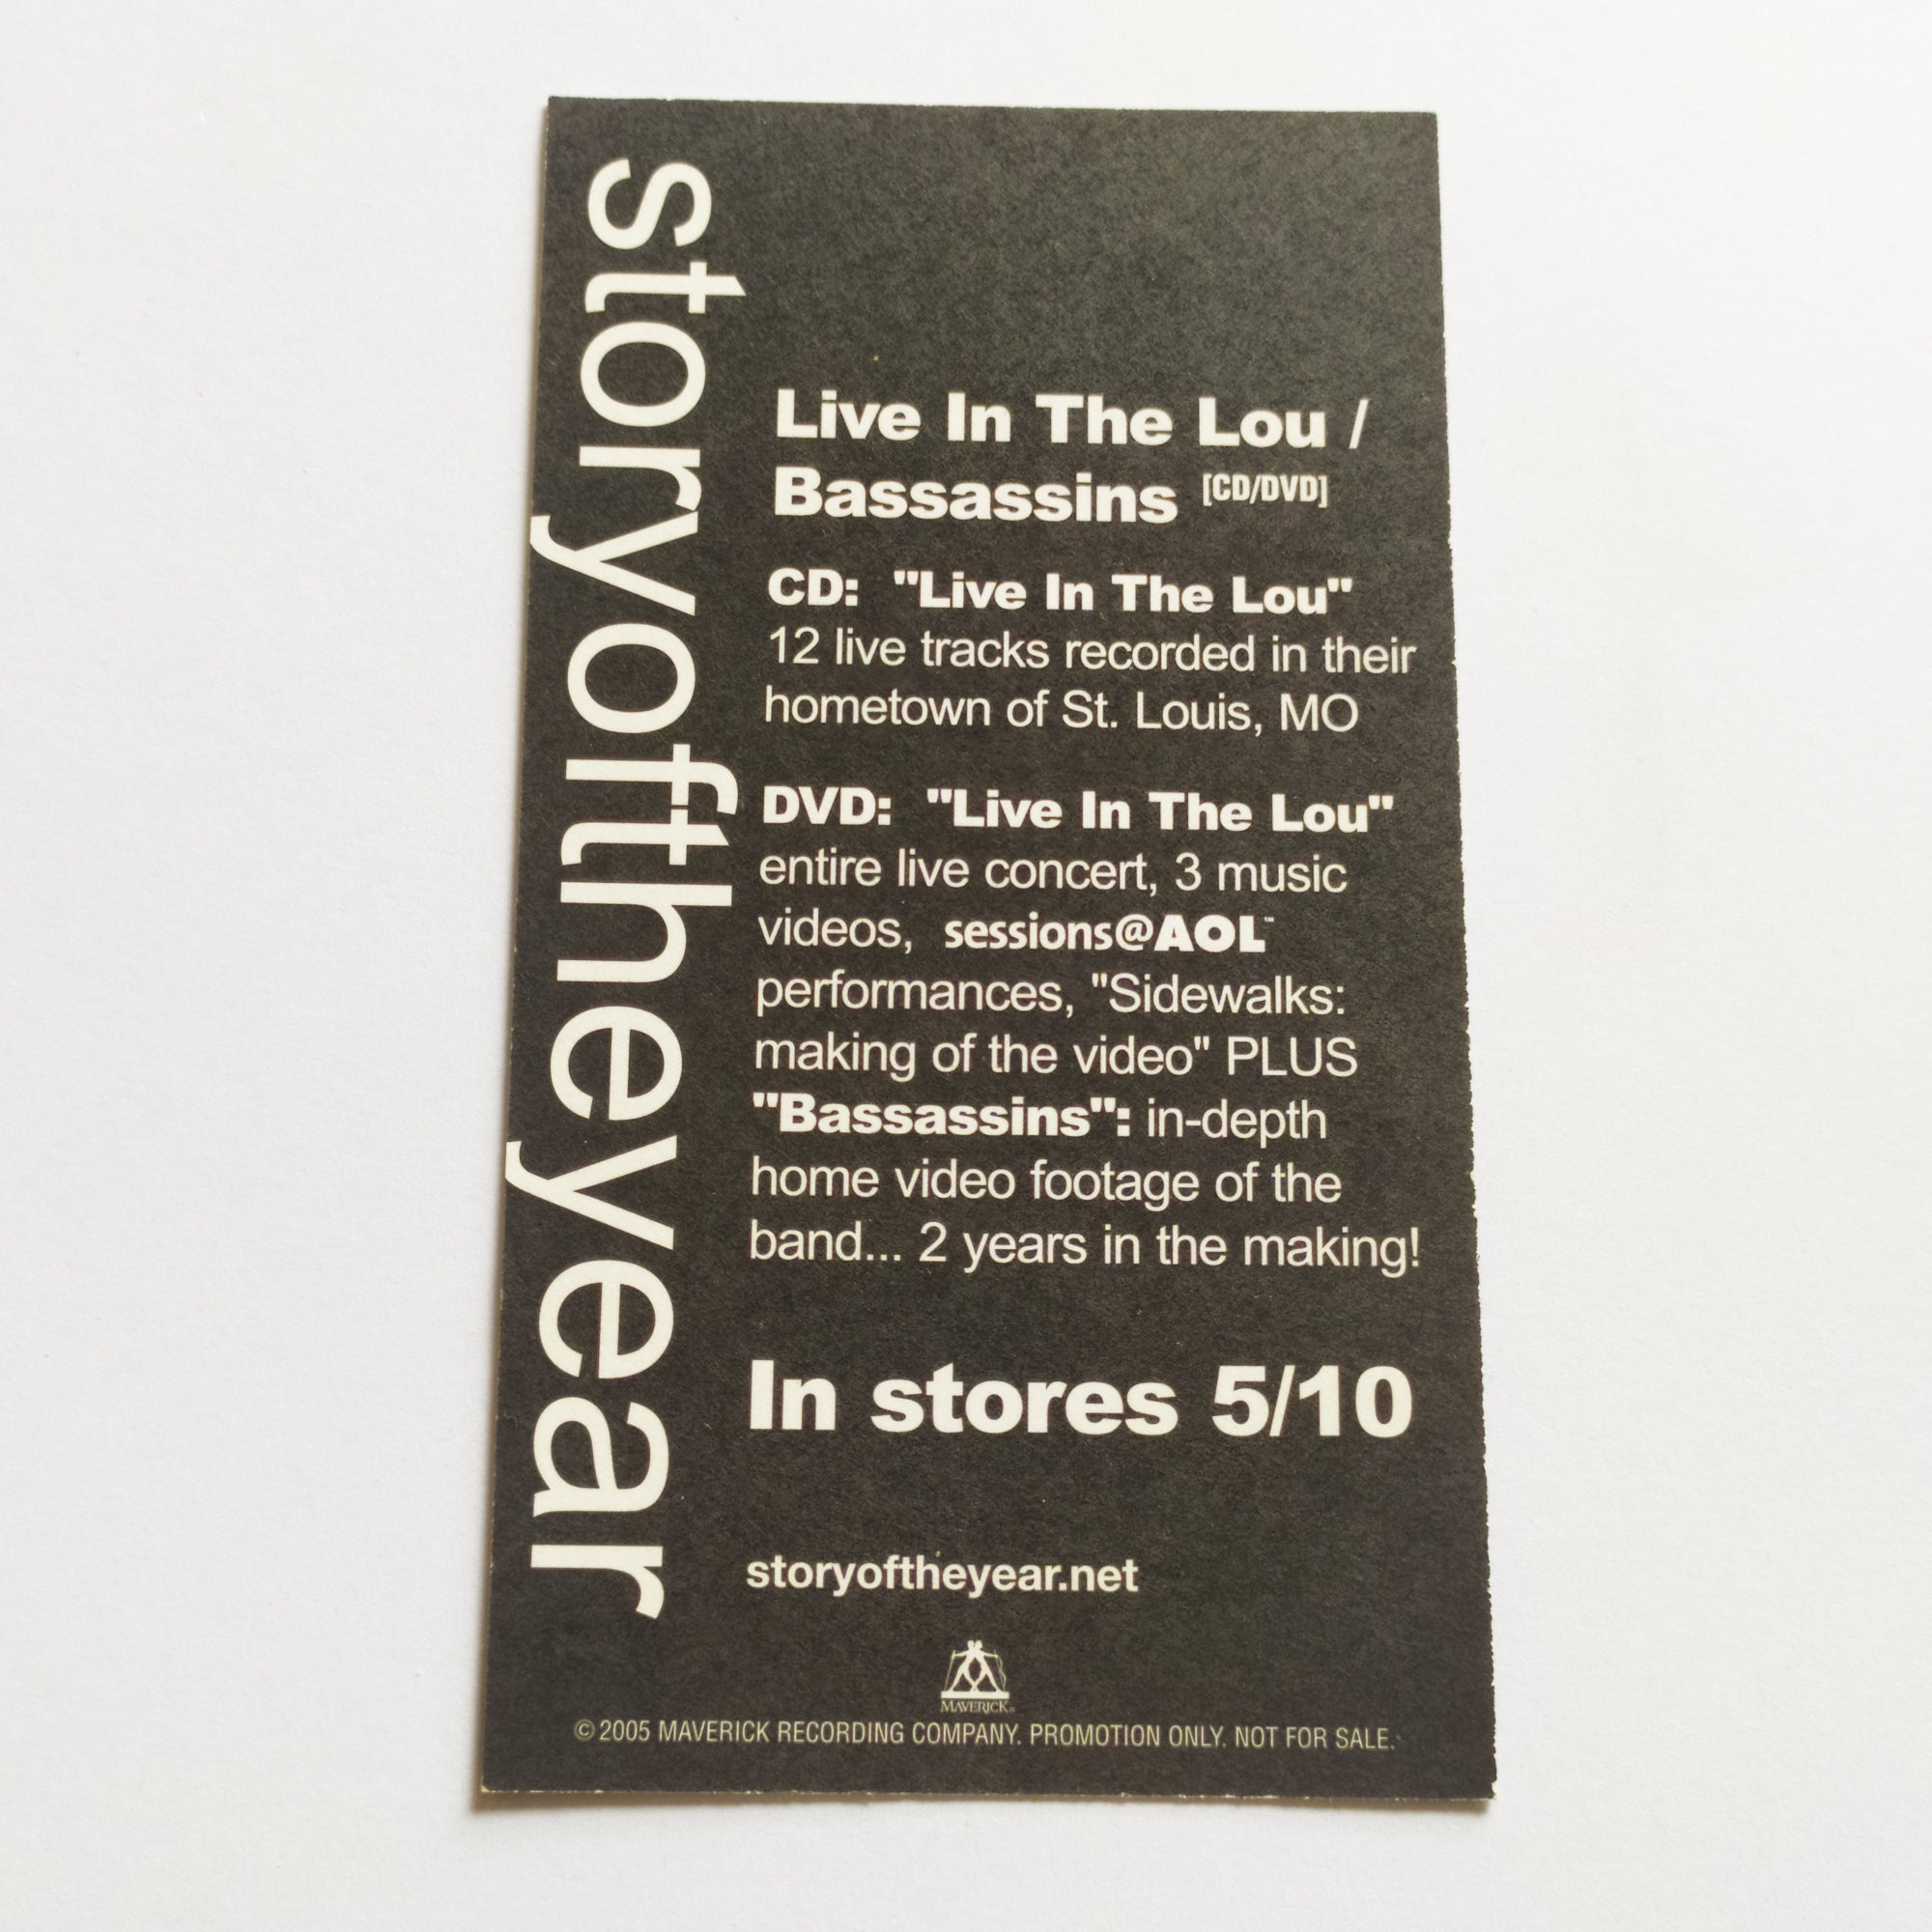 storyoftheyear
Live In The Lou /
Bassassins [CD/DVD]
CD: "Live In The Lou"
12 live tracks recorded in their
hometown of St. Louis, MO
DVD: "Live In The Lou"
entire live concert, 3 music
videos, sessions@AOL™
performances, "Sidewalks:
making of the video" PLUS
"Bassassins": in-depth
home video footage of the
band... 2 years in the making!
In stores 5/10
storyoftheyear.net
MAVERICK
© 2005 MAVERICK RECORDING COMPANY. PROMOTION ONLY. NOT FOR SALE.